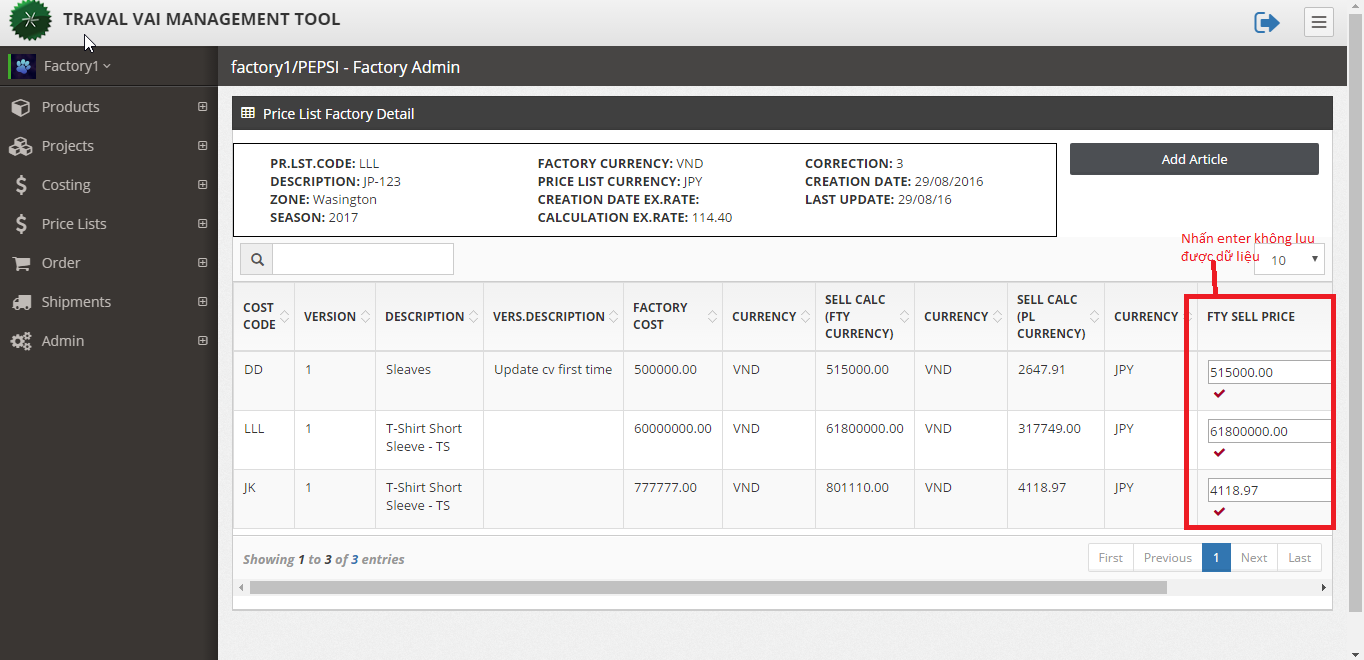 TRAVAL VAI MANAGEMENT TOOL
Factory1
factory1/PEPSI - Factory Admin
Products
Projects
Costing
Price Lists
Order
Shipments
Admin
Price List Factory Detail
PR.LST.CODE: LLL
DESCRIPTION: JP-123
ZONE: Wasington
SEASON: 2017
FACTORY CURRENCY: VND
PRICE LIST CURRENCY: JPY
CREATION DATE EX.RATE:
CALCULATION EX.RATE: 114.40
CORRECTION: 3
CREATION DATE: 29/08/2016
LAST UPDATE: 29/08/16
Add Article
Nhấn enter không lưu
được dữ liệu
10
COST
CODE
VERSION
DESCRIPTION
VERS.DESCRIPTION
FACTORY
COST
CURRENCY
SELL CALC
(FTY
CURRENCY)
CURRENCY
SELL CALC
(PL
CURRENCY)
CURRENCY
FTY SELL PRICE
DD 1 Sleaves Update cv first time 500000.00 VND 515000.00 VND 2647.91 JPY 515000.00
LLL 1 T-Shirt Short 60000000.00 VND 61800000.00 VND 317749.00 JPY 61800000.00
Sleeve - TS
JK 1 T-Shirt Short 777777.00 VND 801110.00 VND 4118.97 JPY 4118.97
Sleeve - TS
Showing 1 to 3 of 3 entries
First Previous 1 Next Last